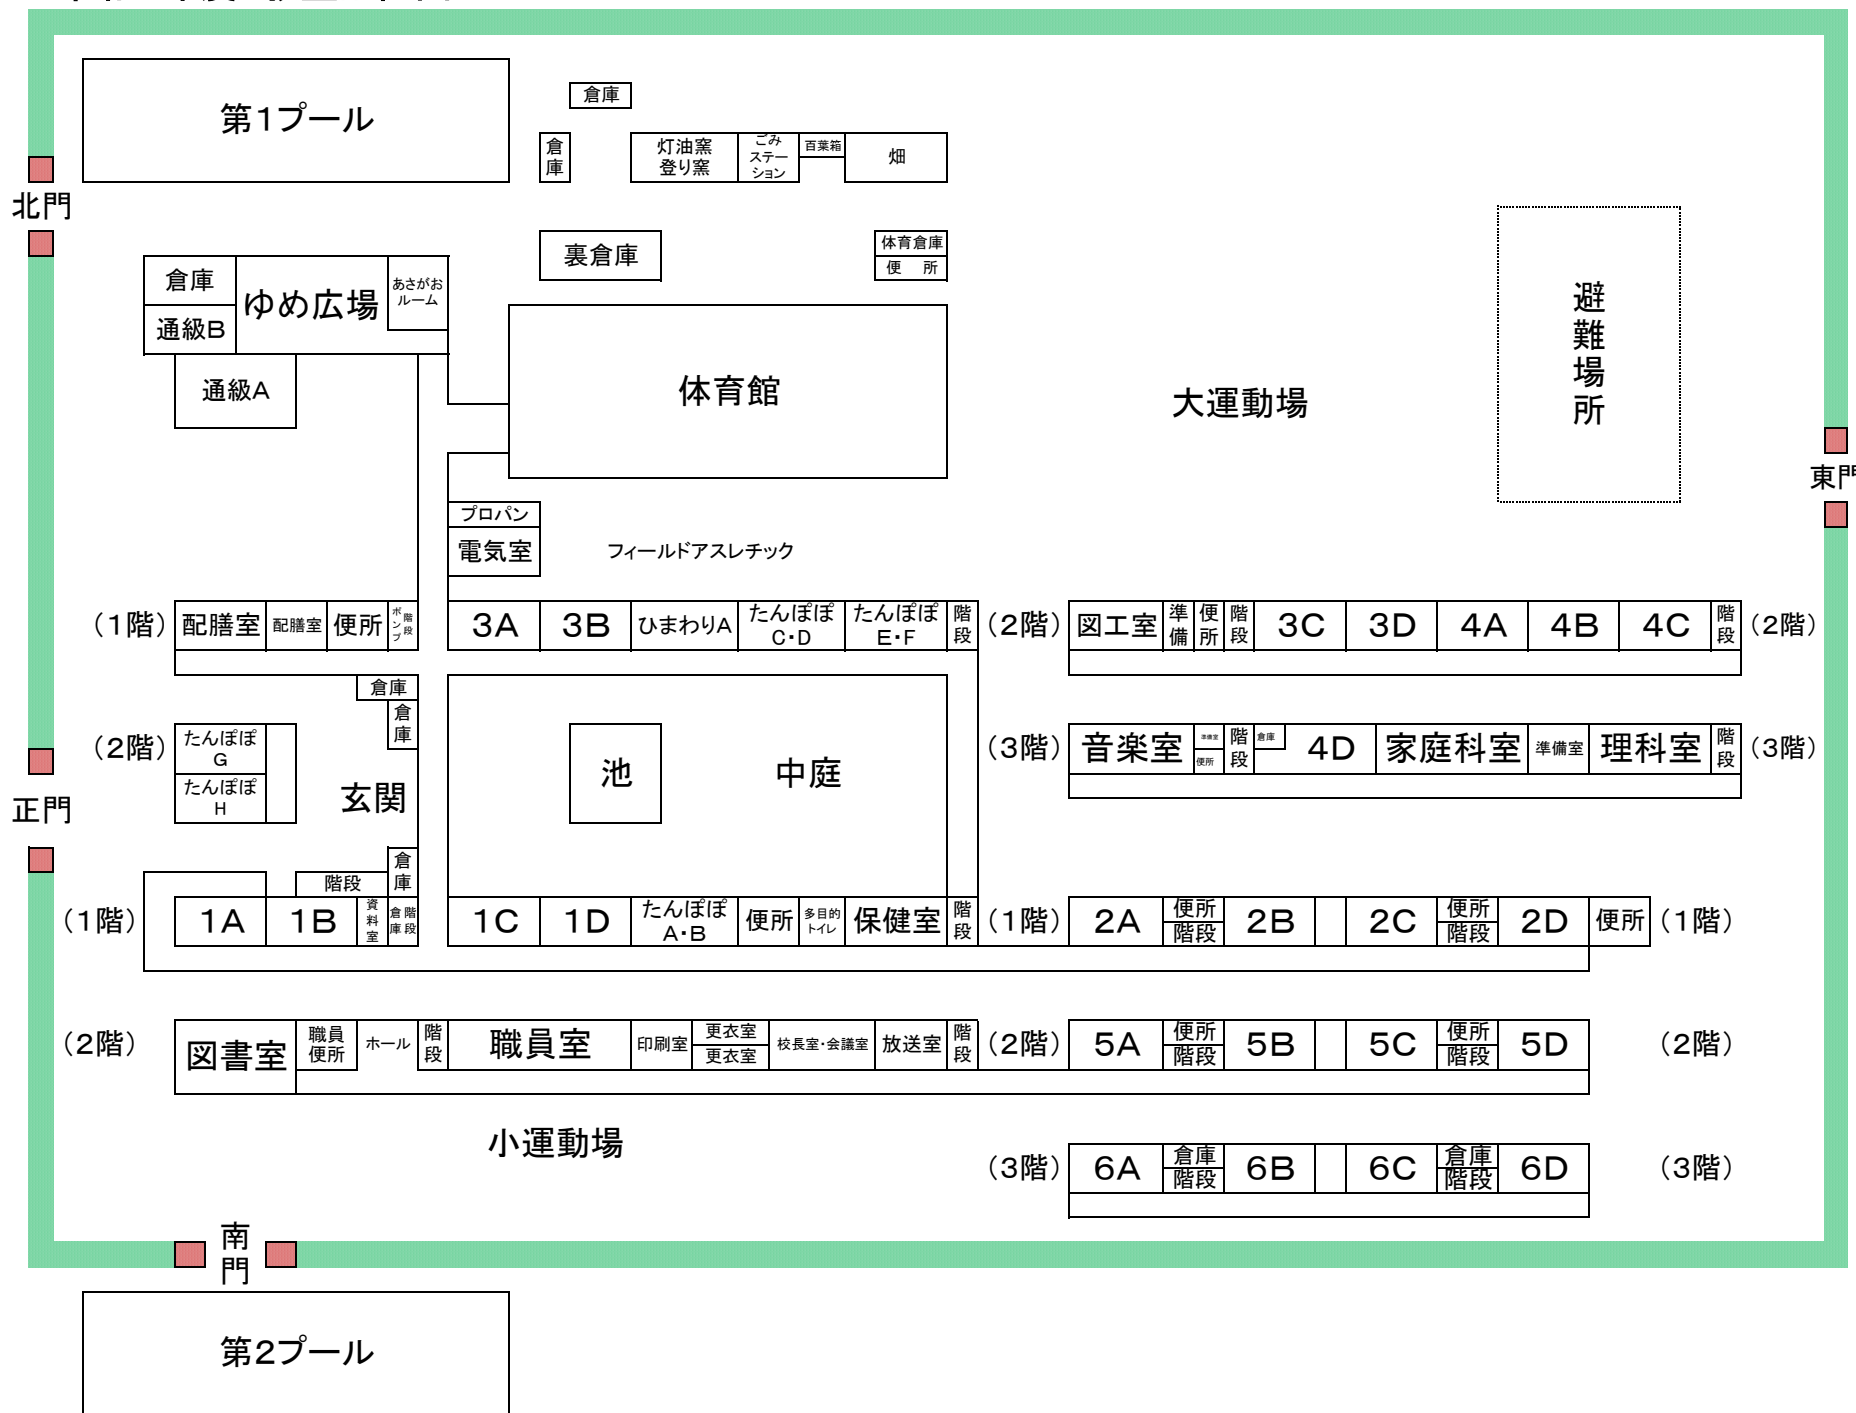 第1プール
倉庫
倉庫
灯油窯
登り窯
ごみ
ステー
ション
百葉箱
畑
北門
裏倉庫
体育倉庫
便 所
倉庫
ゆめ広場
あさがお
ルーム
通級B
通級A
体育館
大運動場
避難場所
東門
プロパン
電気室
フィールドアスレチック
（1階）
配膳室
配膳室
便所
ポンプ
階段
3A
3B
ひまわりA
たんぽぽ
C・D
たんぽぽ
E・F
階段
（2階）
図工室
準備
便所
階段
3C
3D
4A
4B
4C
階段
（2階）
倉庫
倉庫
（2階）
たんぽぽ
G
たんぽぽ
H
玄関
池
中庭
（3階）
音楽室
準備室
便所
階段
倉庫
4D
家庭科室
準備室
理科室
階段
（3階）
正門
倉庫
階段
（1階）
1A
1B
資料室
倉庫
階段
1C
1D
たんぽぽ
A・B
便所
多目的
トイレ
保健室
階段
（1階）
2A
便所
階段
2B
2C
便所
階段
2D
便所
（1階）
（2階）
図書室
職員
便所
ホール
階段
職員室
印刷室
更衣室
更衣室
校長室・会議室
放送室
階段
（2階）
5A
便所
階段
5B
5C
便所
階段
5D
（2階）
小運動場
（3階）
6A
倉庫
階段
6B
6C
倉庫
階段
6D
（3階）
南門
第2プール